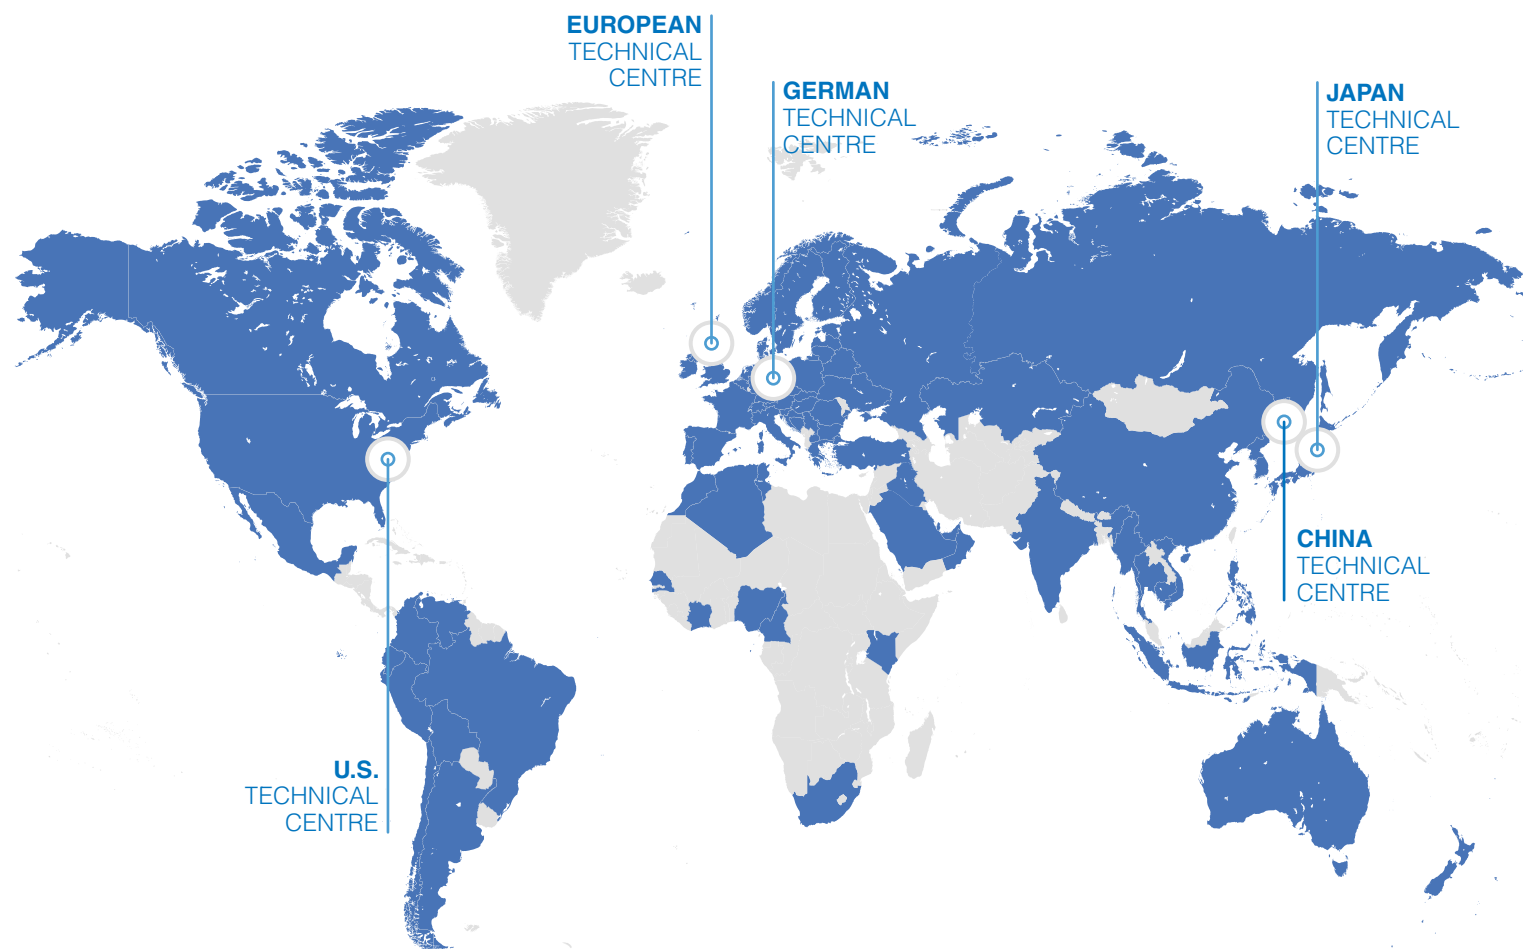 EUROPEAN
TECHNICAL
CENTRE
GERMAN
TECHNICAL
CENTRE
JAPAN
TECHNICAL
CENTRE
CHINA
TECHNICAL
CENTRE
U.S.
TECHNICAL
CENTRE